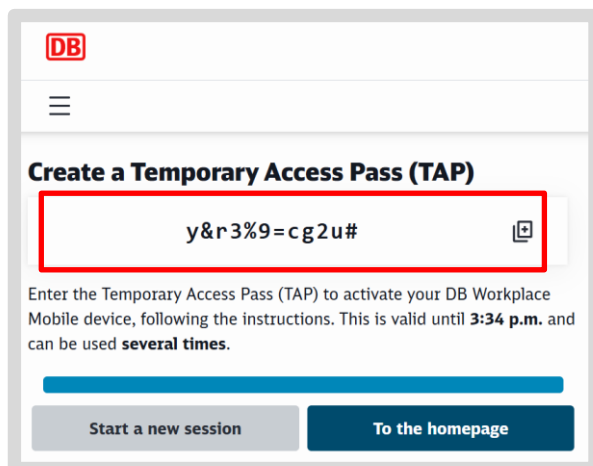 DB
Create a Temporary Access Pass (TAP)
y&r3%9=cg2u#
Enter the Temporary Access Pass (TAP) to activate your DB Workplace
Mobile device, following the instructions. This is valid until 3:34 p.m. and
can be used several times.
Start a new session
To the homepage